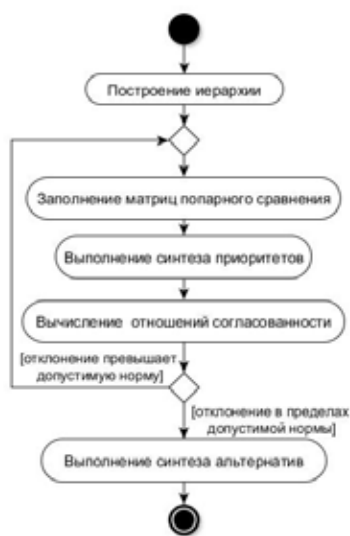 Построение иерархии
Заполнение матриц попарного сравнения
Выполнение синтеза приоритетов
Вычисление отношений согласованности
[отклонение превышает
допустимую норму]
[отклонение в пределах
допустимой нормы]
Выполнение синтеза альтернатив